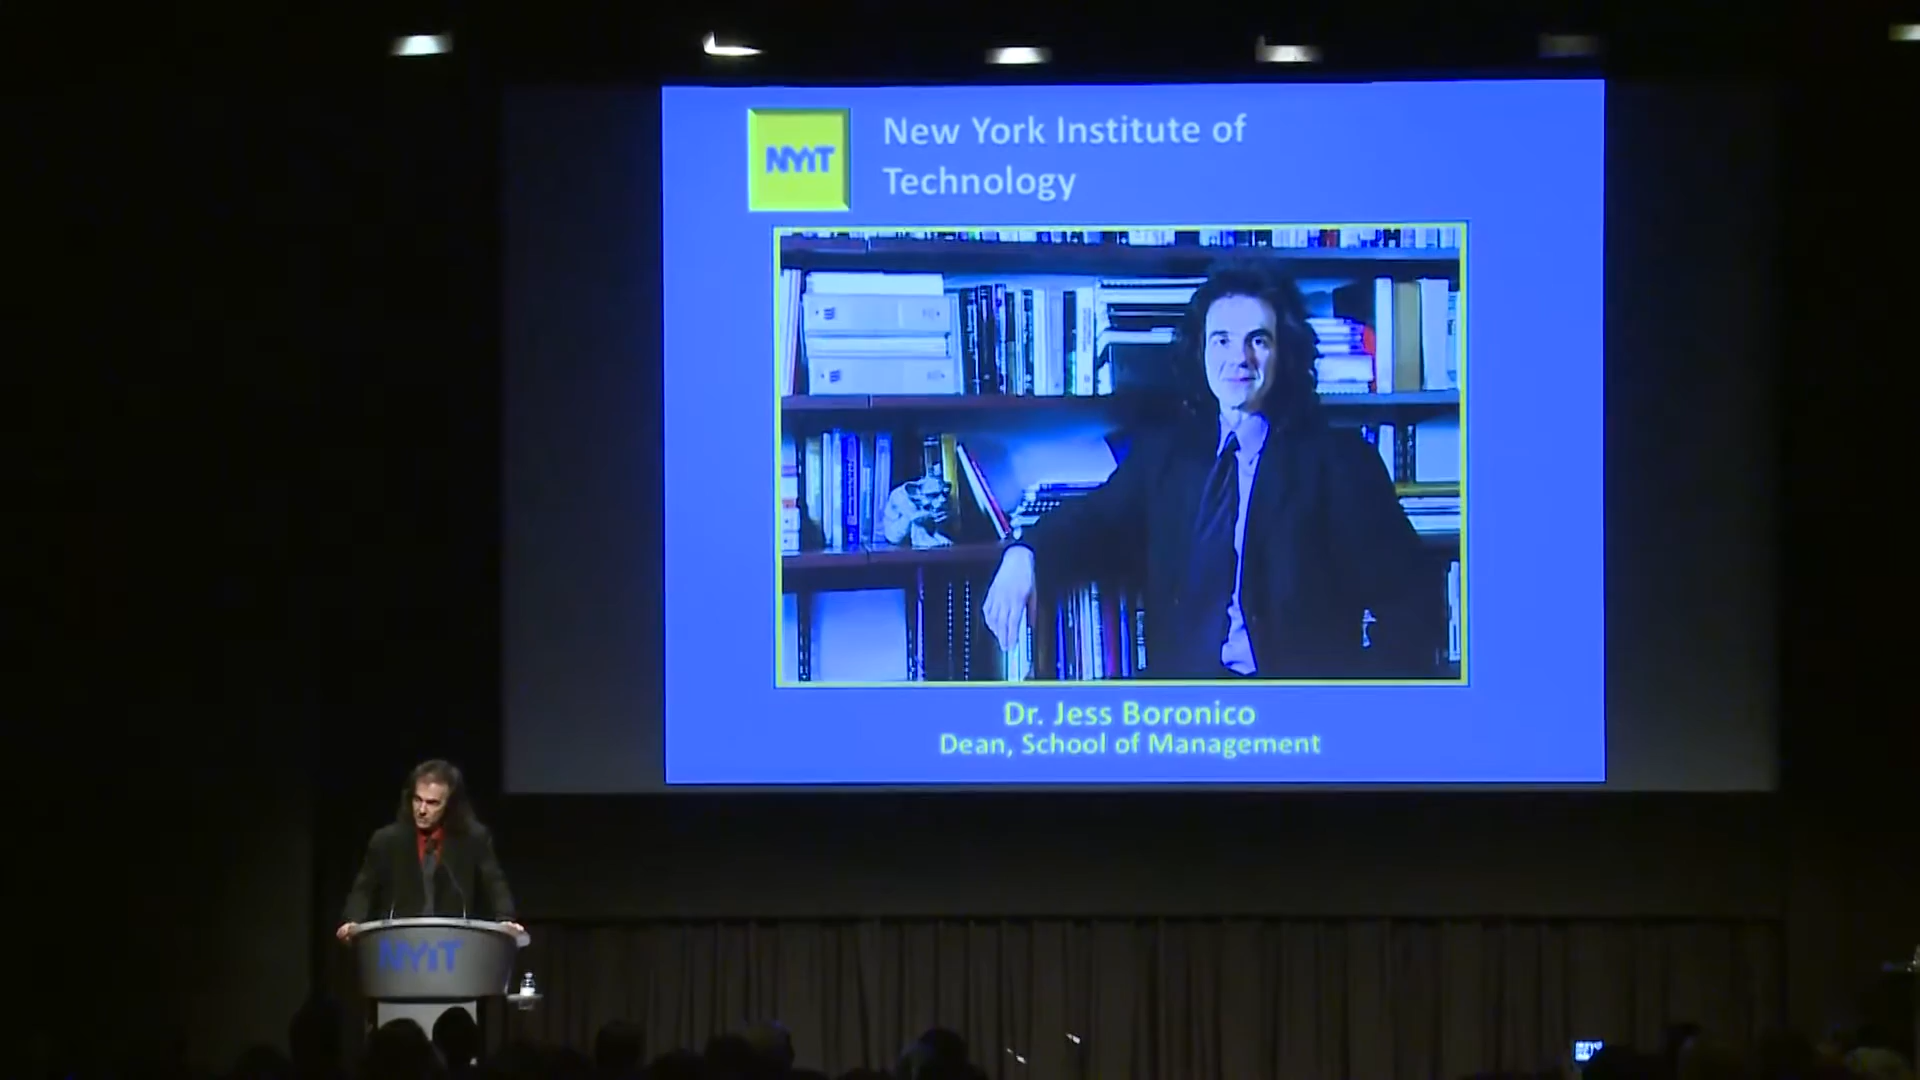 NYiT
New York Institute of
Technology
Dr. Jess Boronico
Dean, School of Management
NYiT